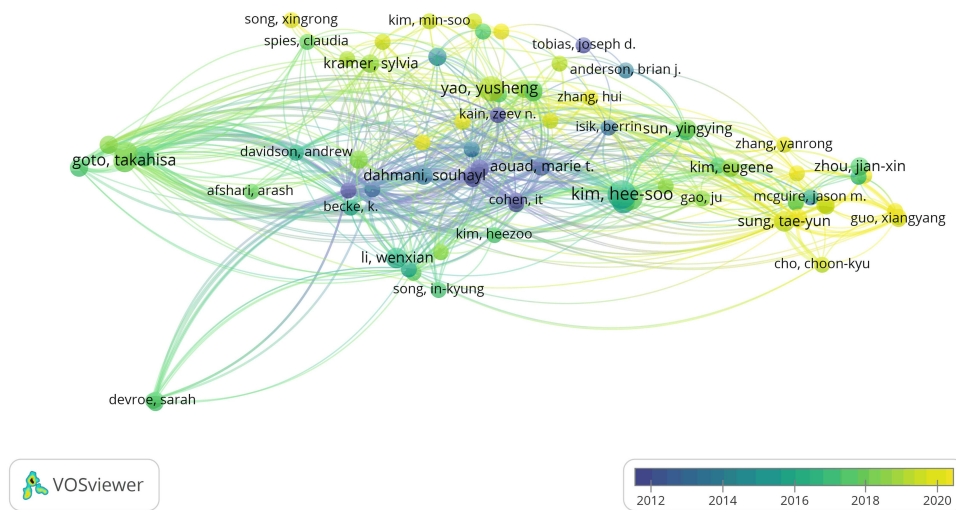 song, xingrong
kim, min-soo
spies, claudia
tobias, joseph d.
kramer, sylvia
anderson, brian j.
yao, yusheng
zhang, hui
kain, zeev n.
isik, berrin
sun, yingying
zhang, yanrong
goto, takahisa
davidson, andrew
aouad, marie t.
kim, eugene
zhou, jian-xin
dahmani, souhayl
afshari, arash
kim, hee-soo
becke, k.
cohen, it
gao, ju
mcguire, jason m.
sung, tae-yun
guo, xiangyang
kim, heezoo
li, wenxian
cho, choon-kyu
song, in-kyung
devroe, sarah
VOSviewer
2012 2014 2016 2018 2020